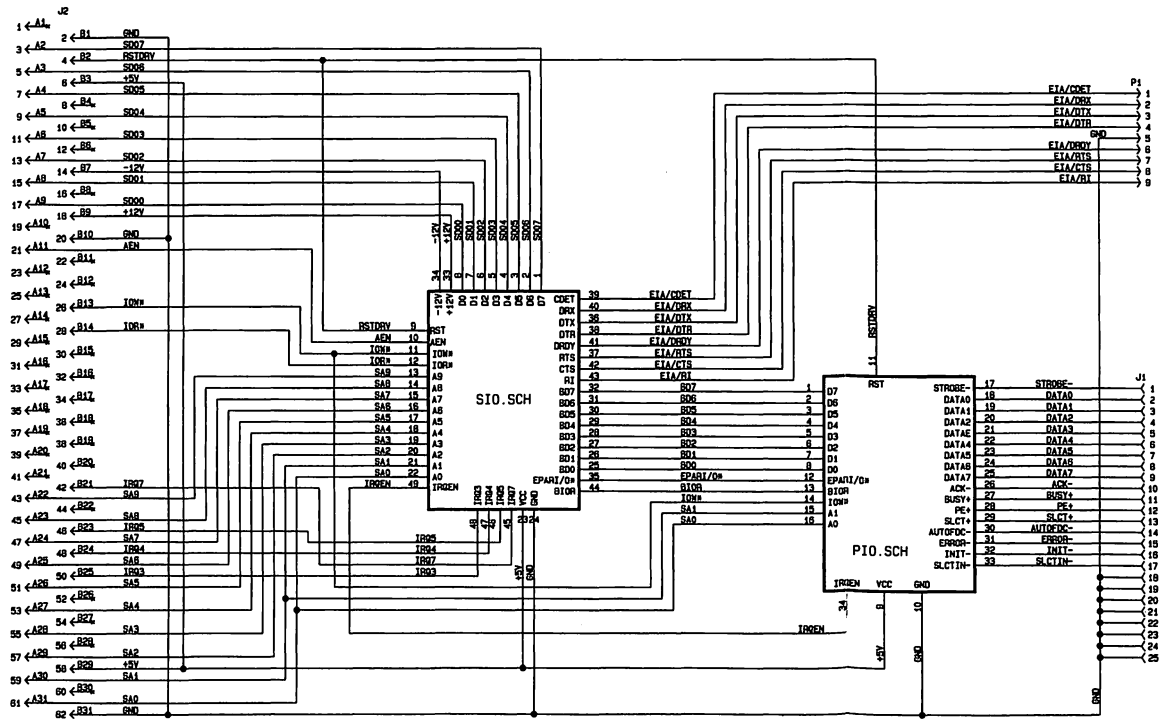 J2
1 A1
2 B1 GND
3 A2 SD07
4 B2 RSTDRV
5 A3 SD06
6 B3 +5V
7 A4 SD05
8 B4
9 A5 SD04
10 B5
11 A6 SD03
12 B6
13 A7 SD02
14 B7 -12V
15 A8 SD01
16 B8
17 A9 SD00
18 B9 +12V
19 A10
20 B10 GND
21 A11 AEN
22 B11
23 A12
24 B12
25 A13
26 B13 IOW*
27 A14
28 B14 IOR*
29 A15
30 B15
31 A16
32 B16
33 A17
34 B17
35 A18
38 B18
37 A19
38 B19
39 A20
40 B20
41 A21
42 B21 IRQ7
43 A22 SA9
44 B22
45 A23 SA8
46 B23 IRQ5
47 A24 SA7
48 B24 IRQ4
49 A25 SA6
50 B25 IRQ3
51 A26 SA5
52 B26
53 A27 SA4
54 B27
55 A28 SA3
56 B28
57 A29 SA2
58 B29 +5V
59 A30 SA1
60 B30
61 A31 SA0
62 B31 GND
-12V +12V SD00 SD01 SD02 SD03 SD04 SD05 SD06 SD07
34 33 8 7 6 5 4 3 2 1
-12V +12V D0 D1 D2 D3 D4 D5 D6 D7
RSTDRV 9 RST
AEN 10 AEN
IOW* 11 IOW*
IOR* 12 IOR*
SA9 13 A9
SA8 14 A8
SA7 15 A7
SA6 16 A6
SA5 17 A5
SA4 18 A4
SA3 19 A3
SA2 20 A2
SA1 21 A1
SA0 22 A0
IRQEN 49 IRQEN
SIO.SCH
CDET 39 EIA/CDET
DRX 40 EIA/DRX
DTX 36 EIA/DTX
DTR 38 EIA/DTR
DRDY 41 EIA/DRDY
RTS 37 EIA/RTS
CTS 42 EIA/CTS
RI 43 EIA/RI
BD7 32 BD7
BD6 31 BD6
BD5 30 BD5
BD4 29 BD4
BD3 28 BD3
BD2 27 BD2
BD1 26 BD1
BD0 25 BD0
EPARI/O* 35 EPARI/O*
BIOR 44 BIOR
IOW*
SA1
SA0
IRQ3 IRQ4 IRQ5 IRQ7 VCC GND
48 47 46 45 23 24
IRQ5
IRQ4
IRQ7
IRQ3
+5V
GND
IRQEN
P1
EIA/CDET 1
EIA/DRX 2
EIA/DTX 3
EIA/DTR 4
GND 5
EIA/DRDY 6
EIA/RTS 7
EIA/CTS 8
EIA/RI 9
RSTDRV
11
RST
1 D7
2 D6
3 D5
4 D4
5 D3
6 D2
7 D1
8 D0
12 EPARI/O*
13 BIOR
14 IOW*
15 A1
16 A0
PIO.SCH
IRQEN VCC GND
34 9 10
+5V
GND
J1
STROBE- 17 STROBE- 1
DATA0 18 DATA0 2
DATA1 19 DATA1 3
DATA2 20 DATA2 4
DATAE 21 DATA3 5
DATA4 22 DATA4 6
DATA5 23 DATA5 7
DATA6 24 DATA6 8
DATA7 25 DATA7 9
ACK- 26 ACK- 10
BUSY+ 27 BUSY+ 11
PE+ 28 PE+ 12
SLCT+ 29 SLCT+ 13
AUTOFDC- 30 AUTOFDC- 14
ERROR- 31 ERROR- 15
INIT- 32 INIT- 16
SLCTIN- 33 SLCTIN- 17
18
19
20
21
22
23
24
25
GND